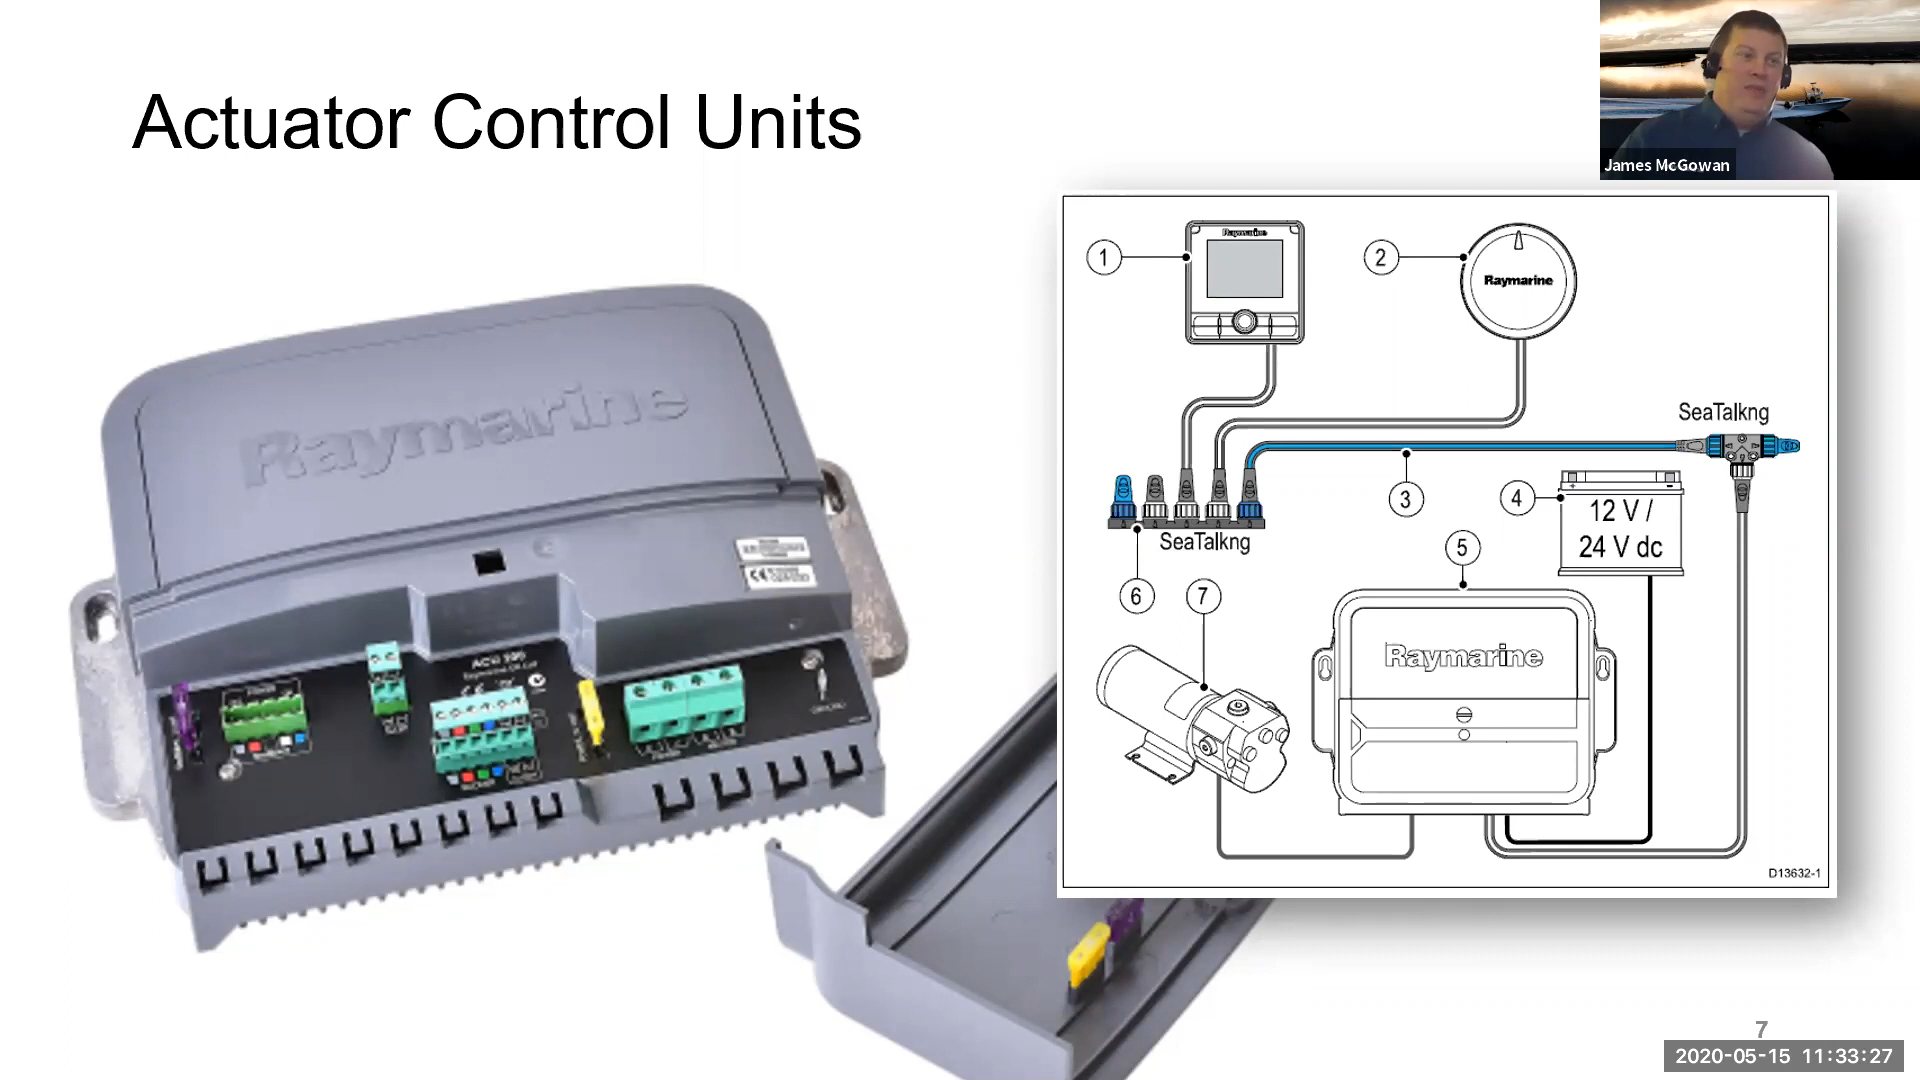 Actuator Control Units
James McGowan
Raymarine
1
Raymarine
2
Raymarine
SeaTalkng
3
4
12 V /
24 V dc
SeaTalkng
5
6
7
Raymarine
D13632-1
7
2020-05-15 11:33:27